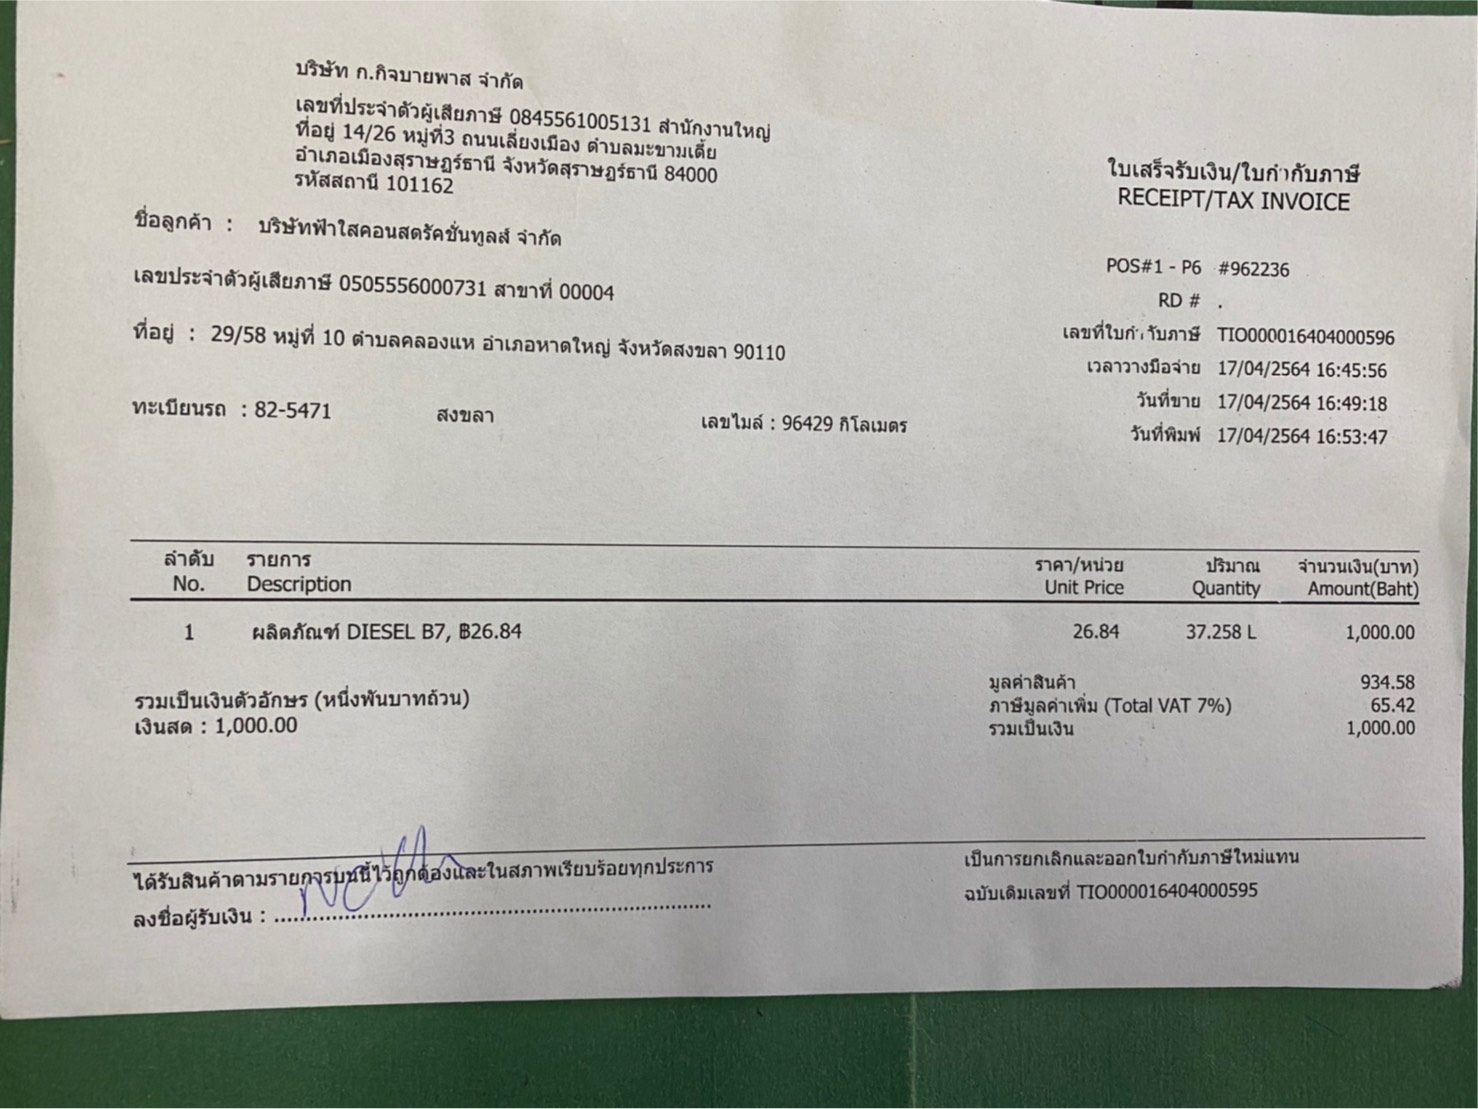 บริษัท ก.กิจบายพาส จำกัด
เลขที่ประจำตัวผู้เสียภาษี 0845561005131 สำนักงานใหญ่
ที่อยู่ 14/26 หมู่ที่3 ถนนเลี่ยงเมือง ตำบลมะขามเตี้ย
อำเภอเมืองสุราษฎร์ธานี จังหวัดสุราษฎร์ธานี 84000
รหัสสถานี 101162
ใบเสร็จรับเงิน/ใบกำกับภาษี
RECEIPT/TAX INVOICE
ชื่อลูกค้า : บริษัทฟ้าใสคอนสตรัคชั่นทูลส์ จำกัด
เลขประจำตัวผู้เสียภาษี 0505556000731 สาขาที่ 00004
ที่อยู่ : 29/58 หมู่ที่ 10 ตำบลคลองแห อำเภอหาดใหญ่ จังหวัดสงขลา 90110
ทะเบียนรถ : 82-5471 สงขลา เลขไมล์ : 96429 กิโลเมตร
POS#1 - P6 #962236
RD # .
เลขที่ใบกำกับภาษี TIO000016404000596
เวลาวางมือจ่าย 17/04/2564 16:45:56
วันที่ขาย 17/04/2564 16:49:18
วันที่พิมพ์ 17/04/2564 16:53:47
ลำดับ รายการ ราคา/หน่วย ปริมาณ จำนวนเงิน(บาท)
No. Description Unit Price Quantity Amount(Baht)
1 ผลิตภัณฑ์ DIESEL B7, ฿26.84 26.84 37.258 L 1,000.00
รวมเป็นเงินตัวอักษร (หนึ่งพันบาทถ้วน)
เงินสด : 1,000.00
มูลค่าสินค้า 934.58
ภาษีมูลค่าเพิ่ม (Total VAT 7%) 65.42
รวมเป็นเงิน 1,000.00
ได้รับสินค้าตามรายการบนนี้ไว้ถูกต้องและในสภาพเรียบร้อยทุกประการ
ลงชื่อผู้รับเงิน : ........................................................................
เป็นการยกเลิกและออกใบกำกับภาษีใหม่แทน
ฉบับเดิมเลขที่ TIO000016404000595